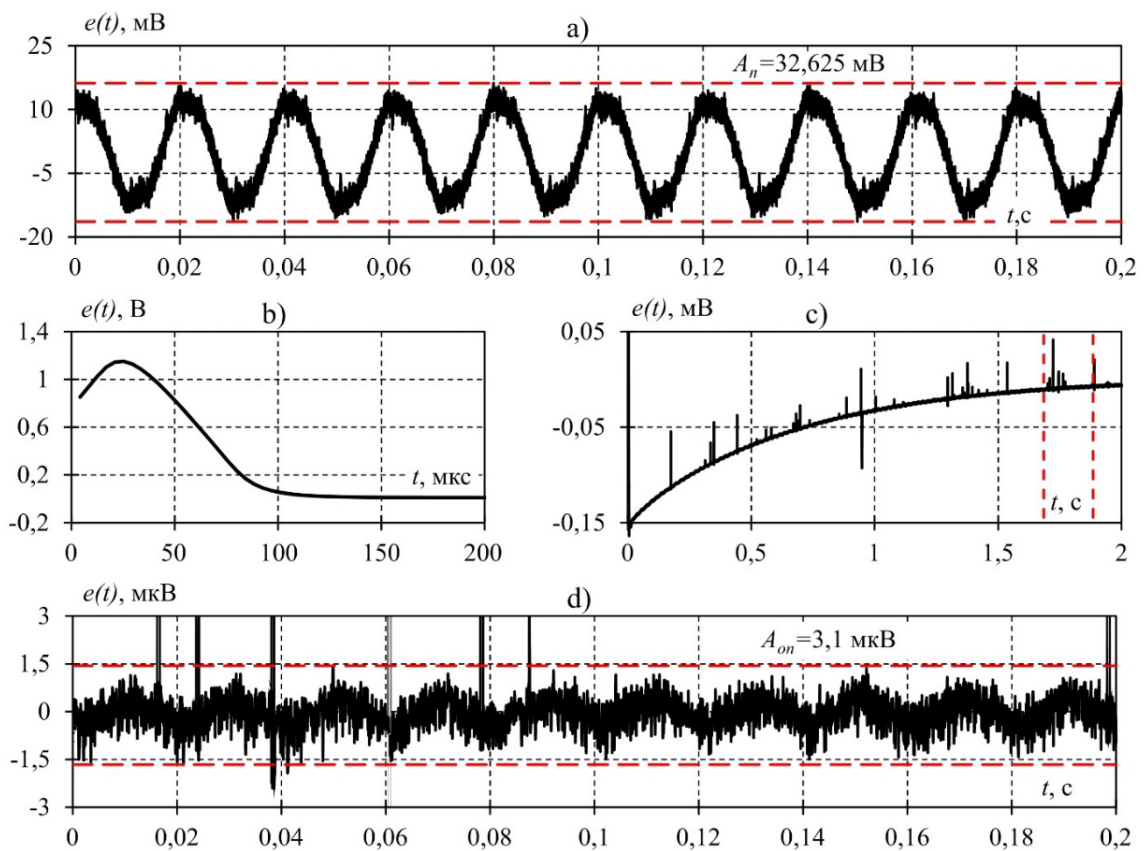 e(t), мВ
a)
25
10
-5
-20
Aₙ=32,625 мВ
t,с
0 0,02 0,04 0,06 0,08 0,1 0,12 0,14 0,16 0,18 0,2
e(t), В
b)
1,4
1
0,6
0,2
-0,2
t, мкс
0 50 100 150 200
e(t), мВ
c)
0,05
-0,05
-0,15
t, с
0 0,5 1 1,5 2
e(t), мкВ
d)
3
1,5
0
-1,5
-3
Aₒₙ=3,1 мкВ
t, с
0 0,02 0,04 0,06 0,08 0,1 0,12 0,14 0,16 0,18 0,2